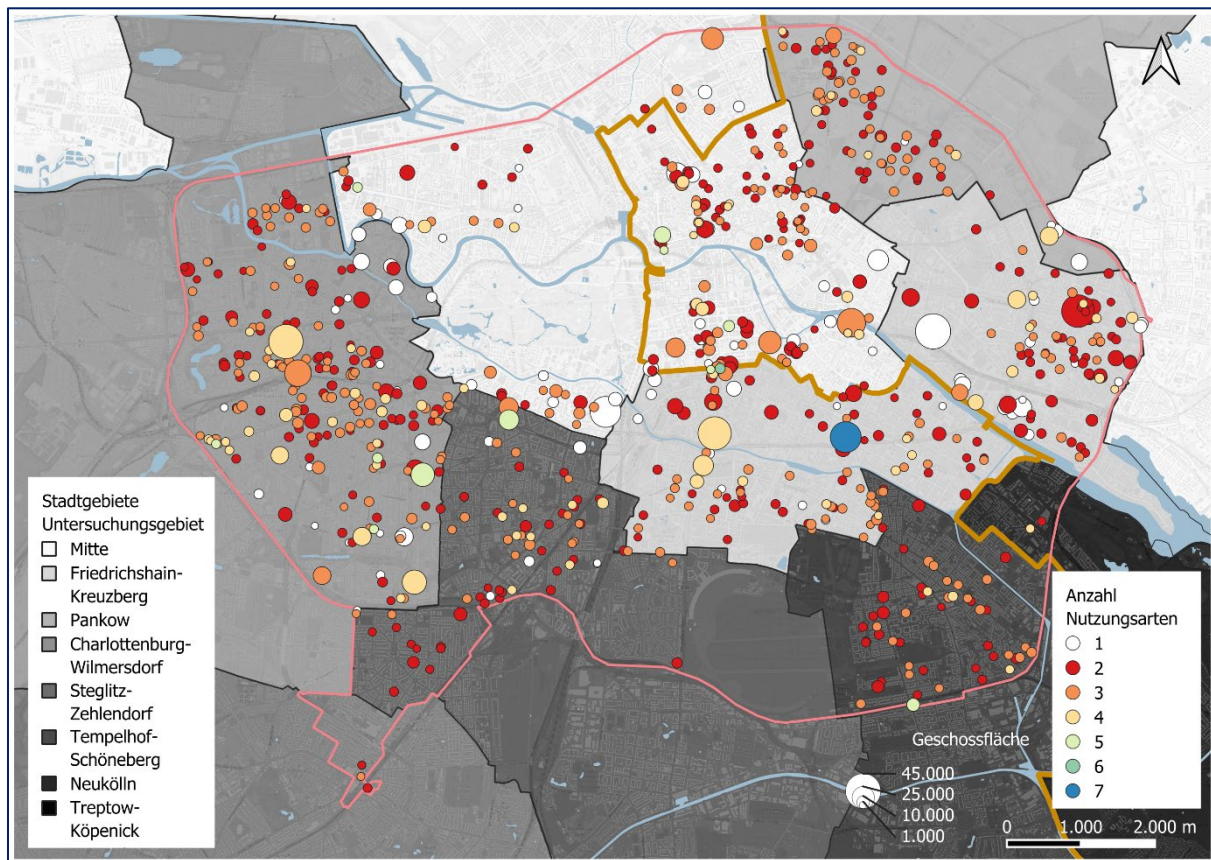 Stadtgebiete
Untersuchungsgebiet
Mitte
Friedrichshain-
Kreuzberg
Pankow
Charlottenburg-
Wilmersdorf
Steglitz-
Zehlendorf
Tempelhof-
Schöneberg
Neukölln
Treptow-
Köpenick
Anzahl
Nutzungsarten
1
2
3
4
5
6
7
Geschossfläche
45.000
25.000
10.000
1.000
0 1.000 2.000 m